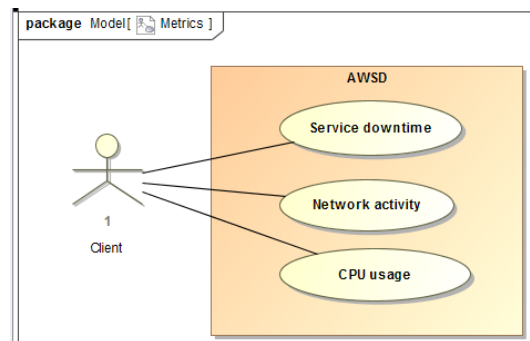 package Model[ Metrics ]
AWSD
Service downtime
Network activity
1
Client
CPU usage